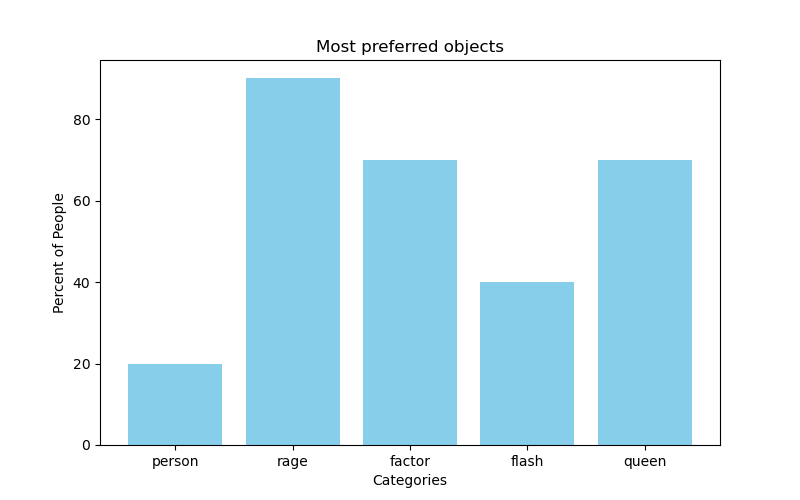 Most preferred objects
80
60
40
20
0
Percent of People
person rage factor flash queen
Categories